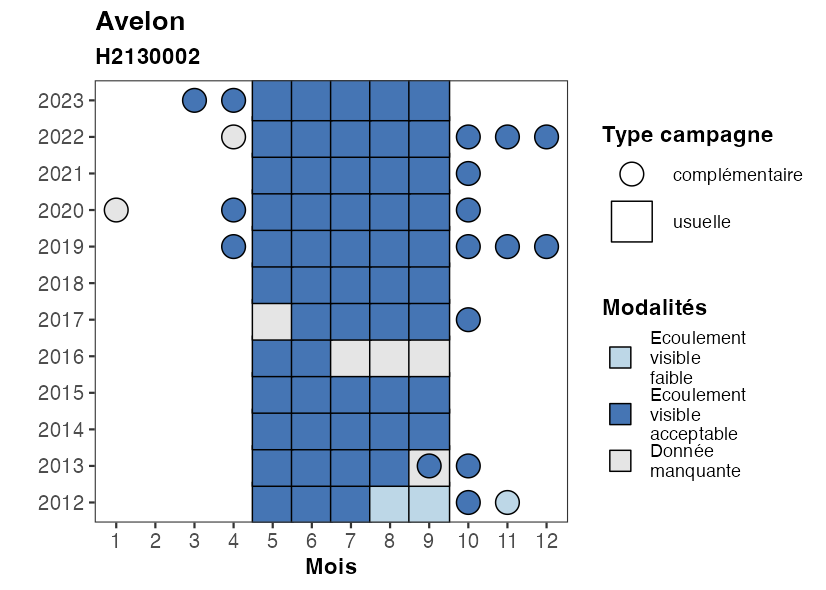 Avelon
H2130002
2023
2022
2021
2020
2019
2018
2017
2016
2015
2014
2013
2012
1 2 3 4 5 6 7 8 9 10 11 12
Mois
Type campagne
complémentaire
usuelle
Modalités
Ecoulement
visible
faible
Ecoulement
visible
acceptable
Donnée
manquante